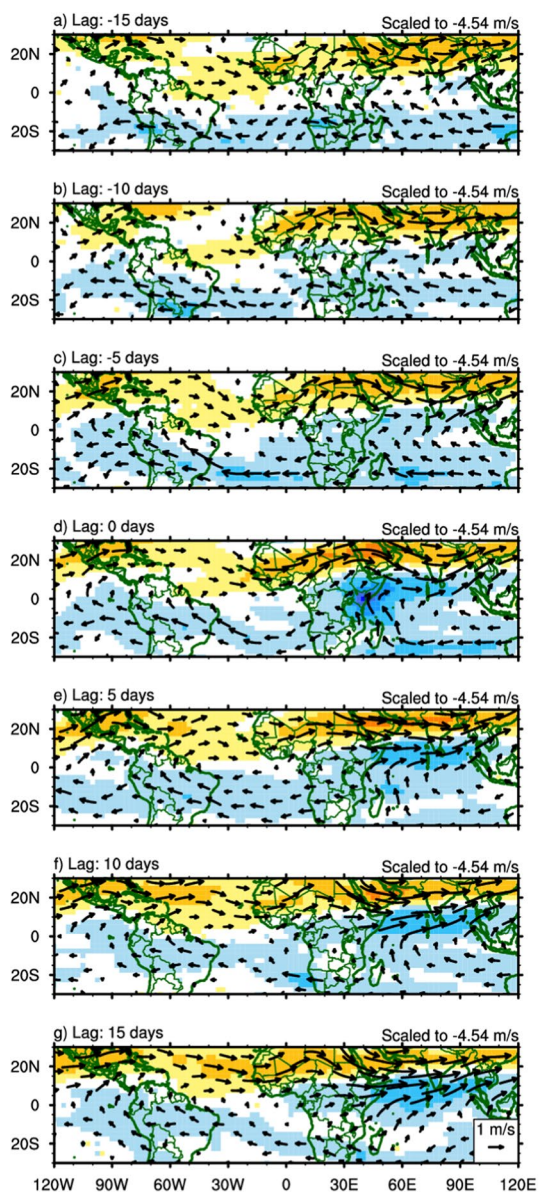 a) Lag: -15 days Scaled to -4.54 m/s
20N
0
20S
b) Lag: -10 days Scaled to -4.54 m/s
20N
0
20S
c) Lag: -5 days Scaled to -4.54 m/s
20N
0
20S
d) Lag: 0 days Scaled to -4.54 m/s
20N
0
20S
e) Lag: 5 days Scaled to -4.54 m/s
20N
0
20S
f) Lag: 10 days Scaled to -4.54 m/s
20N
0
20S
g) Lag: 15 days Scaled to -4.54 m/s
20N
0
1 m/s
20S
120W 90W 60W 30W 0 30E 60E 90E 120E